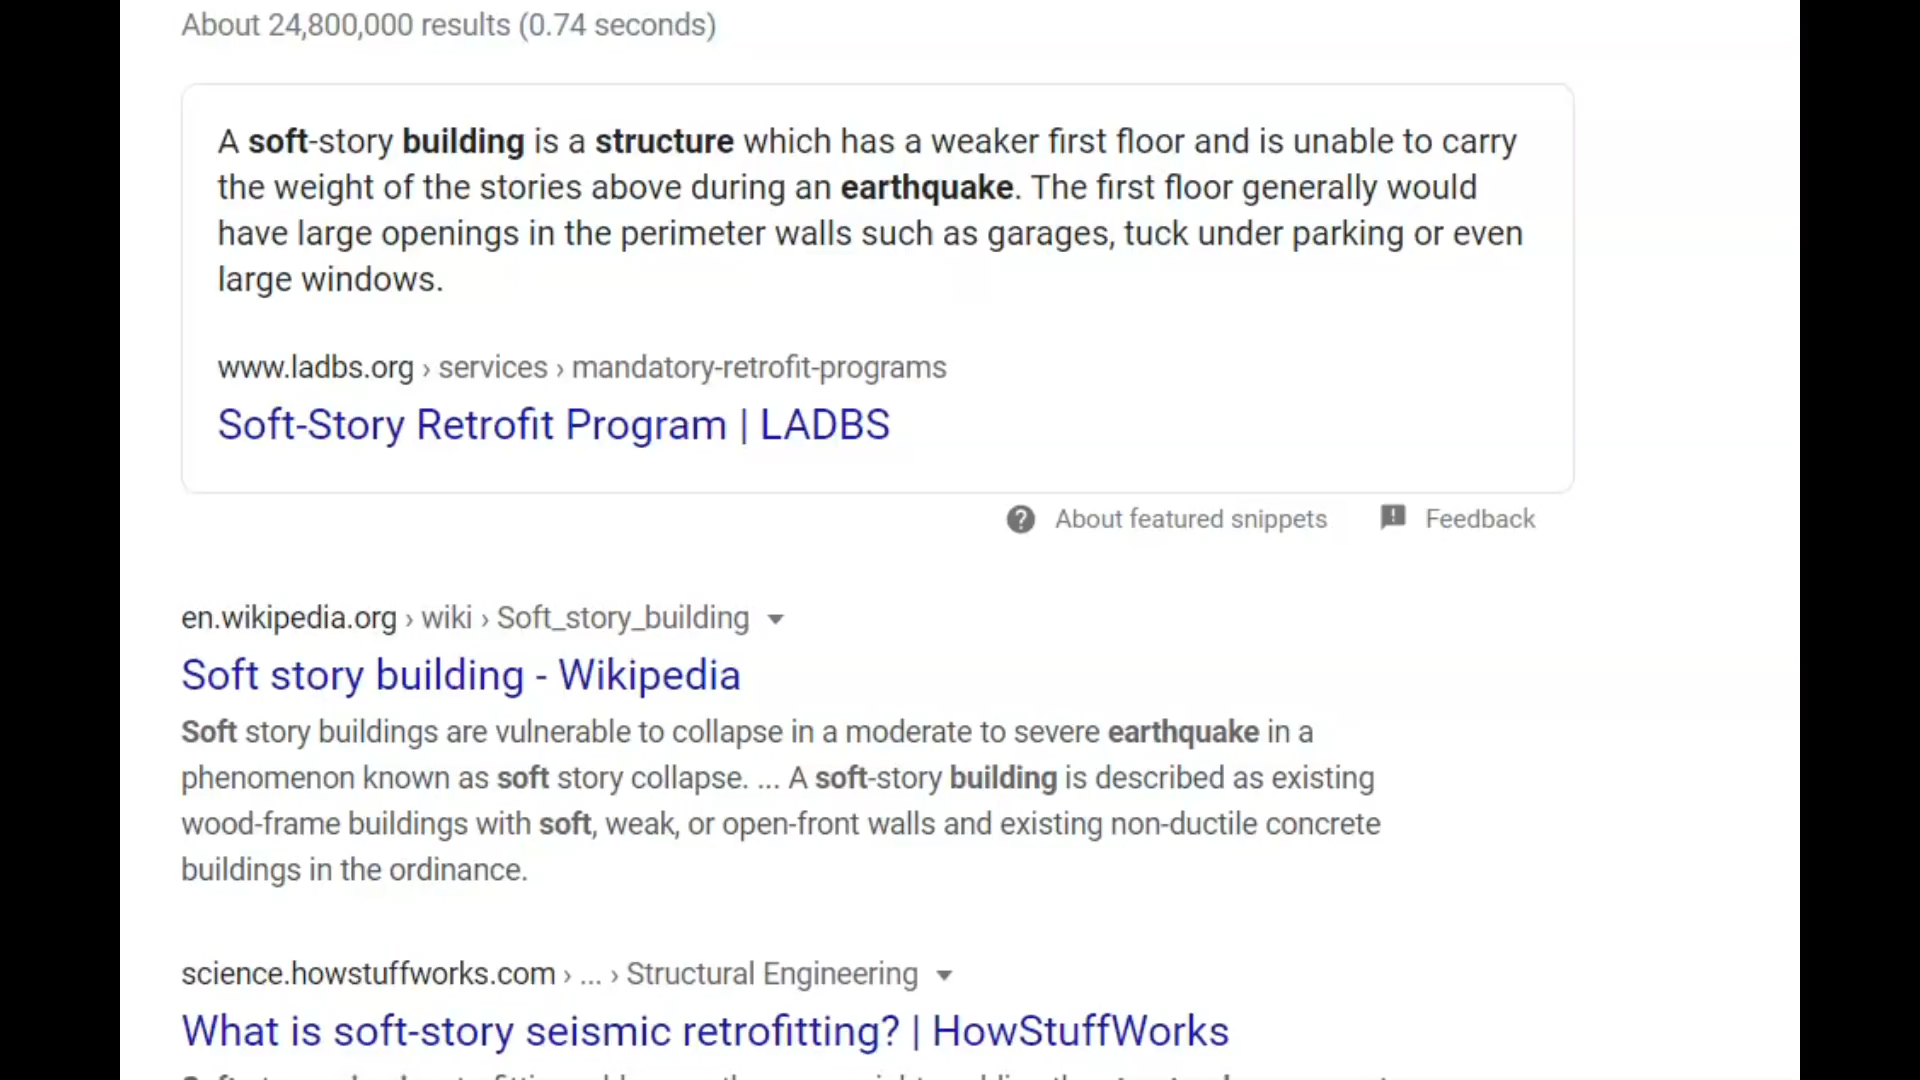 About 24,800,000 results (0.74 seconds)
A soft-story building is a structure which has a weaker first floor and is unable to carry
the weight of the stories above during an earthquake. The first floor generally would
have large openings in the perimeter walls such as garages, tuck under parking or even
large windows.
www.ladbs.org › services › mandatory-retrofit-programs
Soft-Story Retrofit Program | LADBS
About featured snippets Feedback
en.wikipedia.org › wiki › Soft_story_building
Soft story building - Wikipedia
Soft story buildings are vulnerable to collapse in a moderate to severe earthquake in a
phenomenon known as soft story collapse. ... A soft-story building is described as existing
wood-frame buildings with soft, weak, or open-front walls and existing non-ductile concrete
buildings in the ordinance.
science.howstuffworks.com › ... › Structural Engineering
What is soft-story seismic retrofitting? | HowStuffWorks